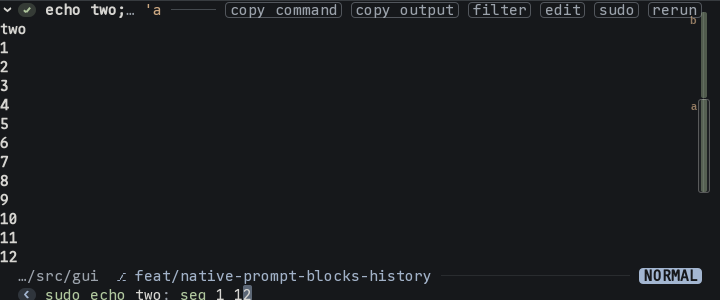 echo two;… 'a copy command copy output filter edit sudo rerun
b
two
1
2
3
4
a
5
6
7
8
9
10
11
12
…/src/gui feat/native-prompt-blocks-history NORMAL
sudo echo two; seq 1 12